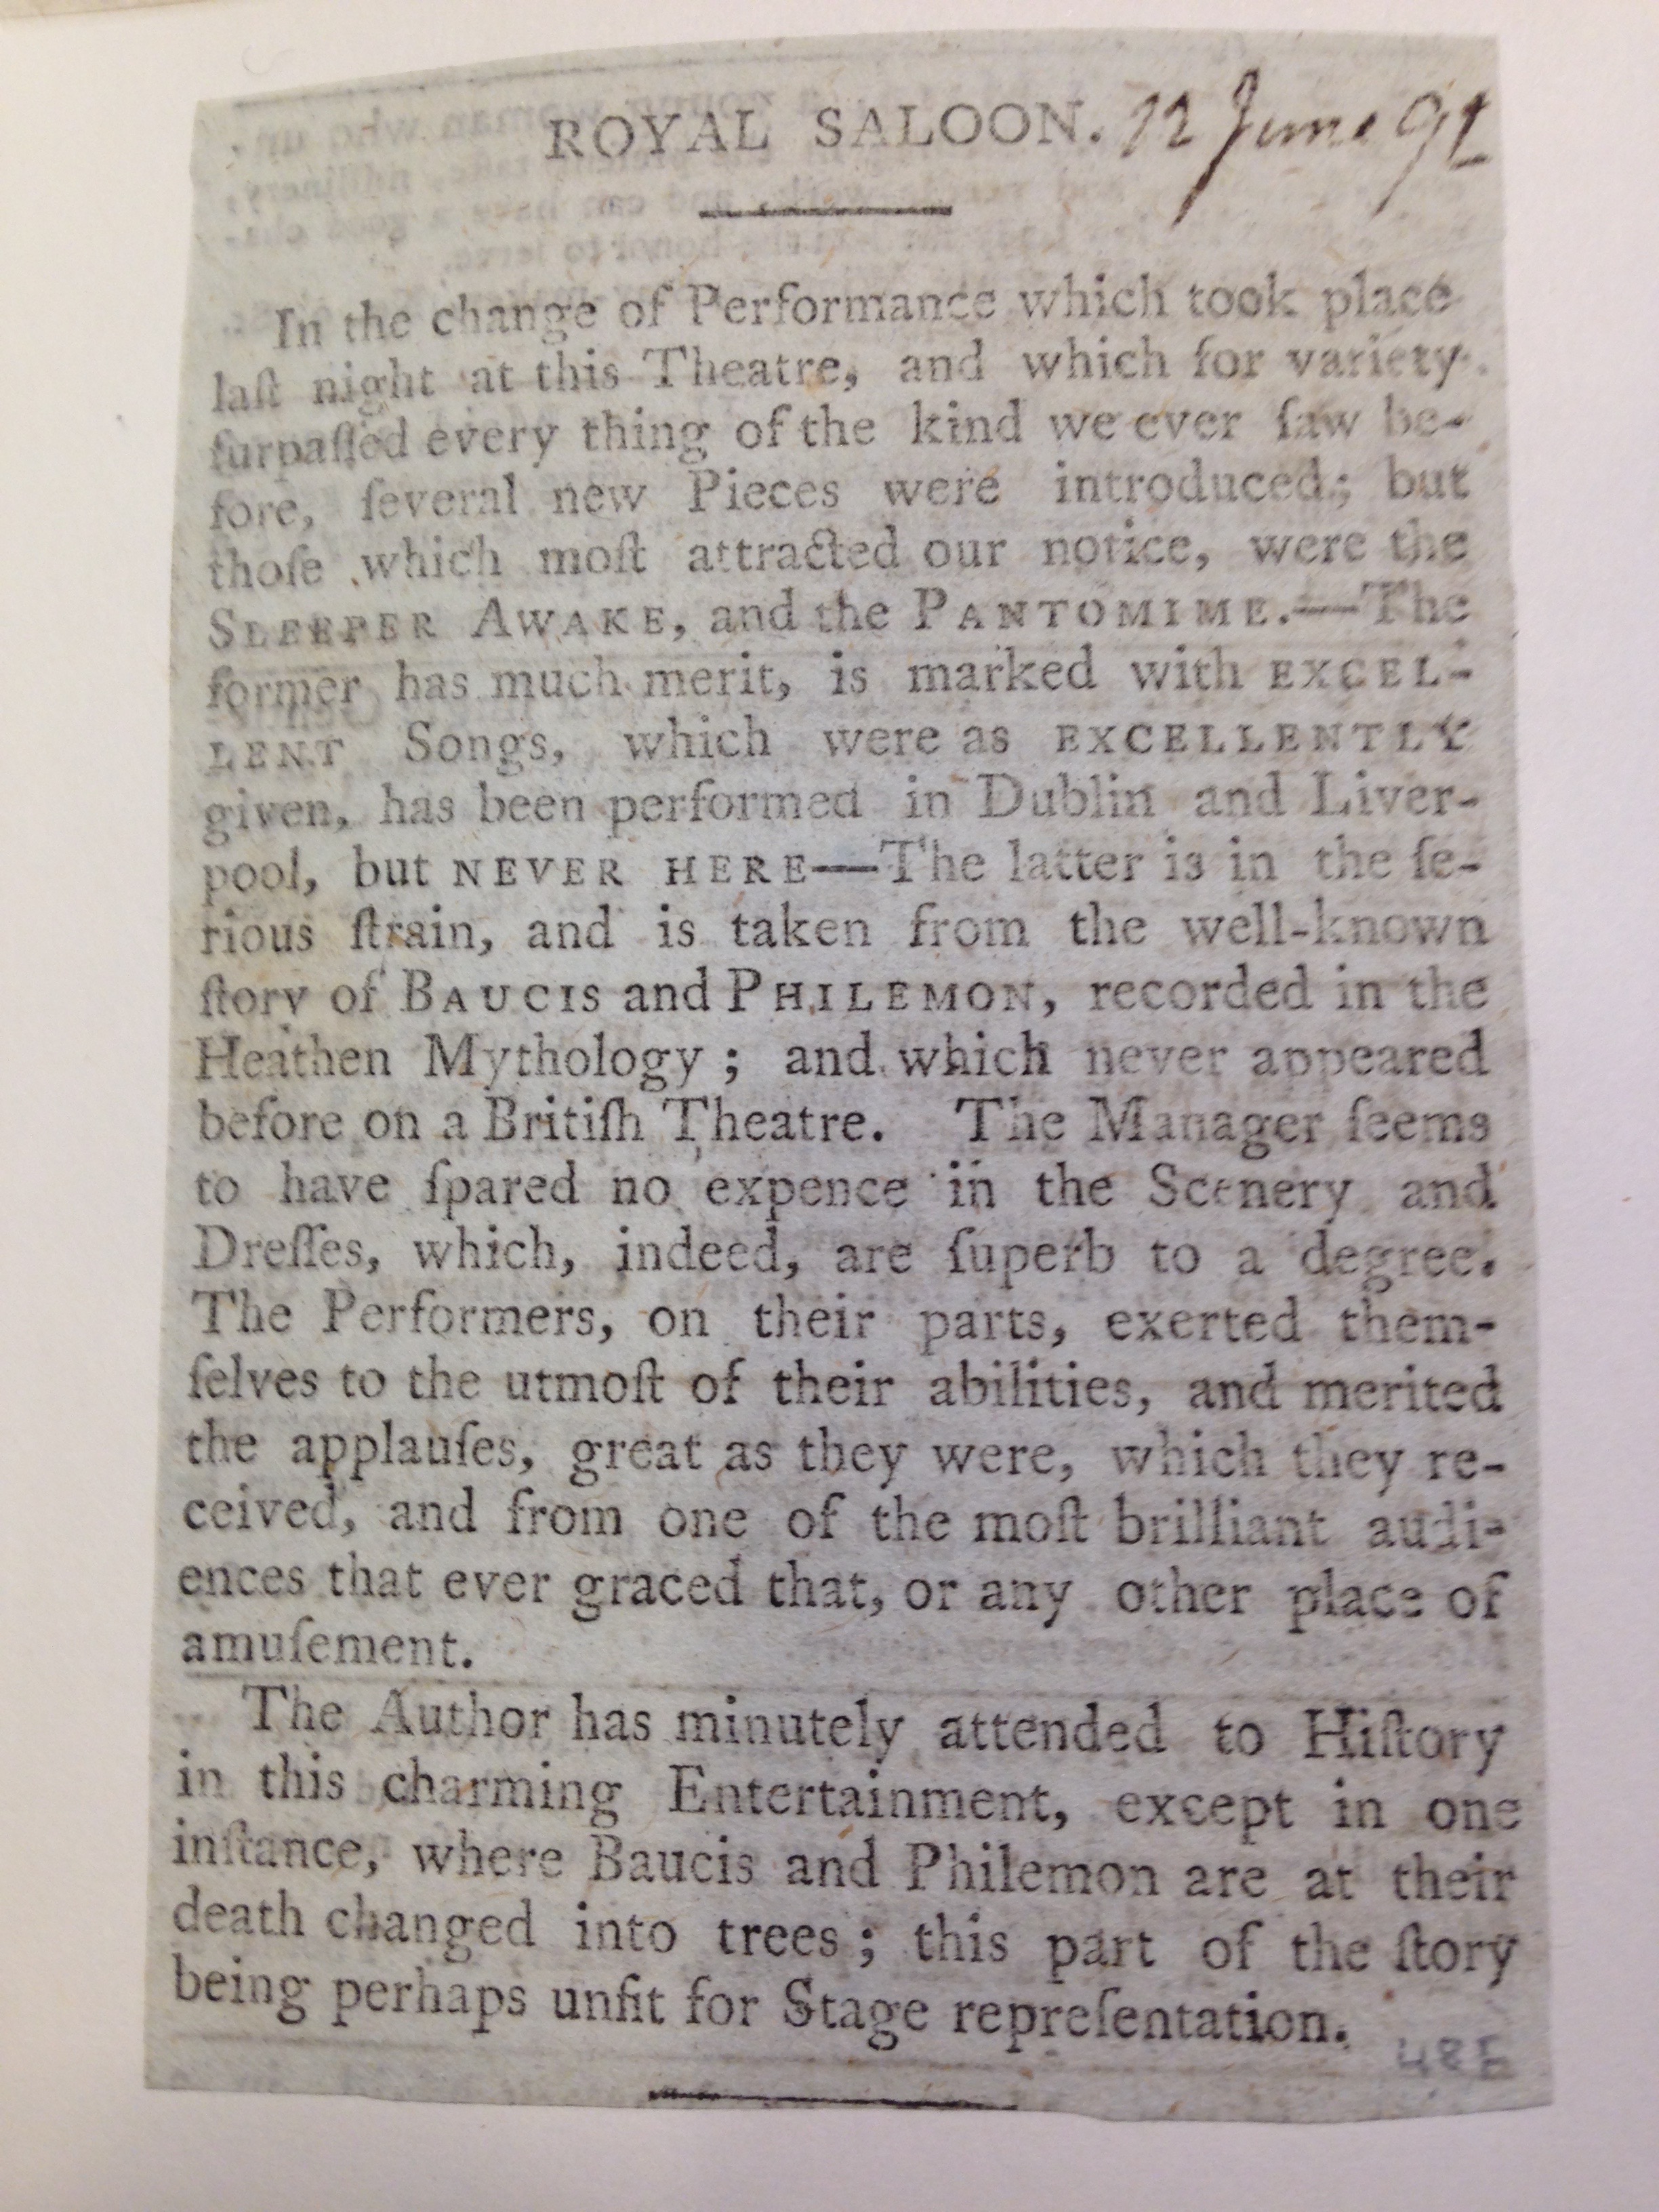 ROYAL SALOON. 12 June 91
In the change of Performance which took place
laſt night at this Theatre, and which for variety
ſurpaſſed every thing of the kind we ever ſaw be-
fore, ſeveral new Pieces were introduced; but
thoſe which moſt attracted our notice, were the
SLEEPER AWAKE, and the PANTOMIME.—The
former has much merit, is marked with EXCEL-
LENT Songs, which were as EXCELLENTLY
given, has been performed in Dublin and Liver-
pool, but NEVER HERE—The latter is in the ſe-
rious ſtrain, and is taken from the well-known
ſtory of BAUCIS and PHILEMON, recorded in the
Heathen Mythology; and which never appeared
before on a Britiſh Theatre. The Manager ſeems
to have ſpared no expence in the Scenery and
Dreſſes, which, indeed, are ſuperb to a degree.
The Performers, on their parts, exerted them-
ſelves to the utmoſt of their abilities, and merited
the applauſes, great as they were, which they re-
ceived, and from one of the moſt brilliant audi-
ences that ever graced that, or any other place of
amuſement.
The Author has minutely attended to Hiſtory
in this charming Entertainment, except in one
inſtance, where Baucis and Philemon are at their
death changed into trees; this part of the ſtory
being perhaps unfit for Stage repreſentation.